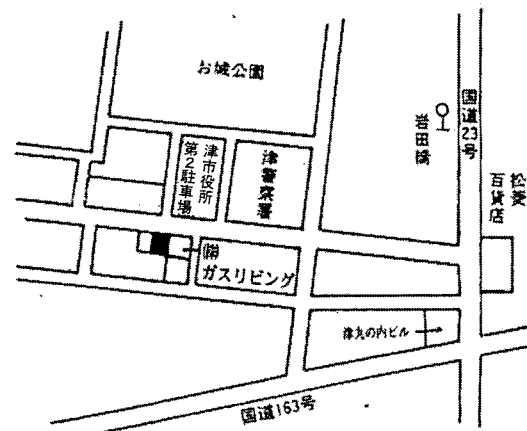 お城公園
国道23号
岩田橋
松菱
百貨店
津市役所
第2駐車場
津警察署
㈱
ガスリビング
津丸の内ビル
国道163号